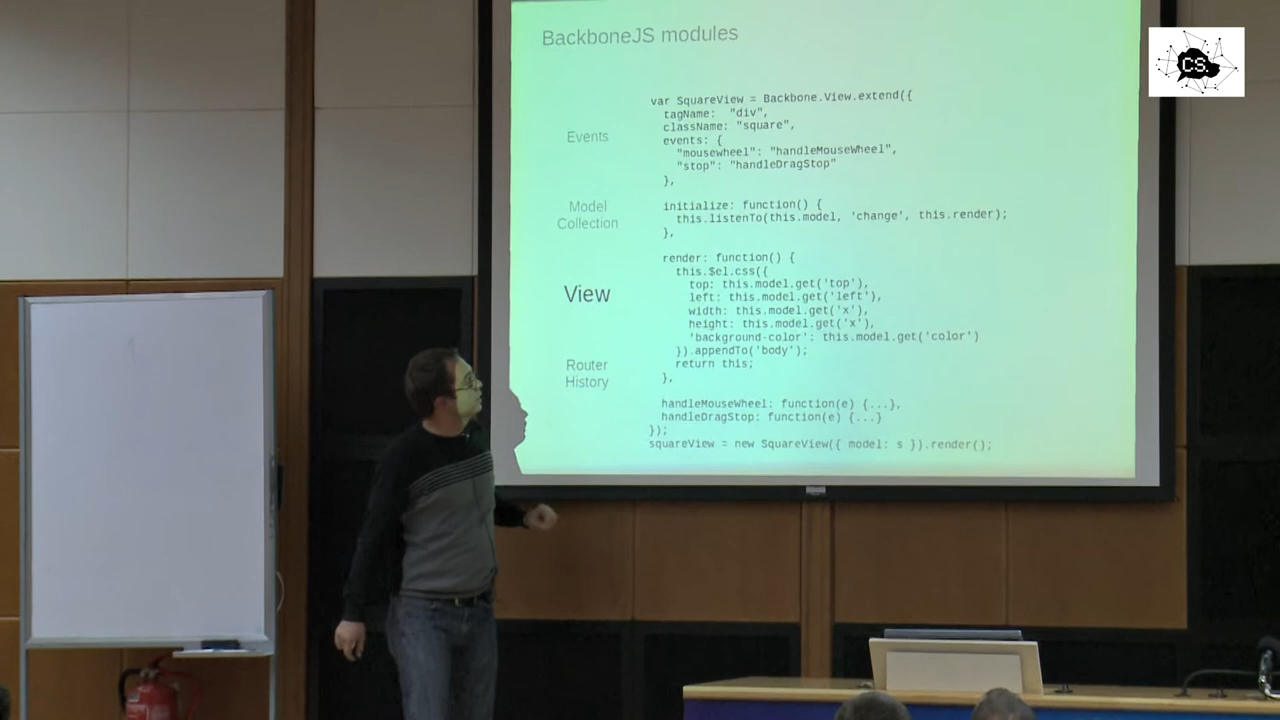 BackboneJS modules
CS.
Events
Model
Collection
View
Router
History
var SquareView = Backbone.View.extend({
tagName: "div",
className: "square",
events: {
"mousewheel": "handleMouseWheel",
"stop": "handleDragStop"
},
initialize: function() {
this.listenTo(this.model, 'change', this.render);
},
render: function() {
this.$el.css({
top: this.model.get('top'),
left: this.model.get('left'),
width: this.model.get('x'),
height: this.model.get('x'),
'background-color': this.model.get('color')
}).appendTo('body');
return this;
},
handleMouseWheel: function(e) {...},
handleDragStop: function(e) {...}
});
squareView = new SquareView({ model: s }).render();